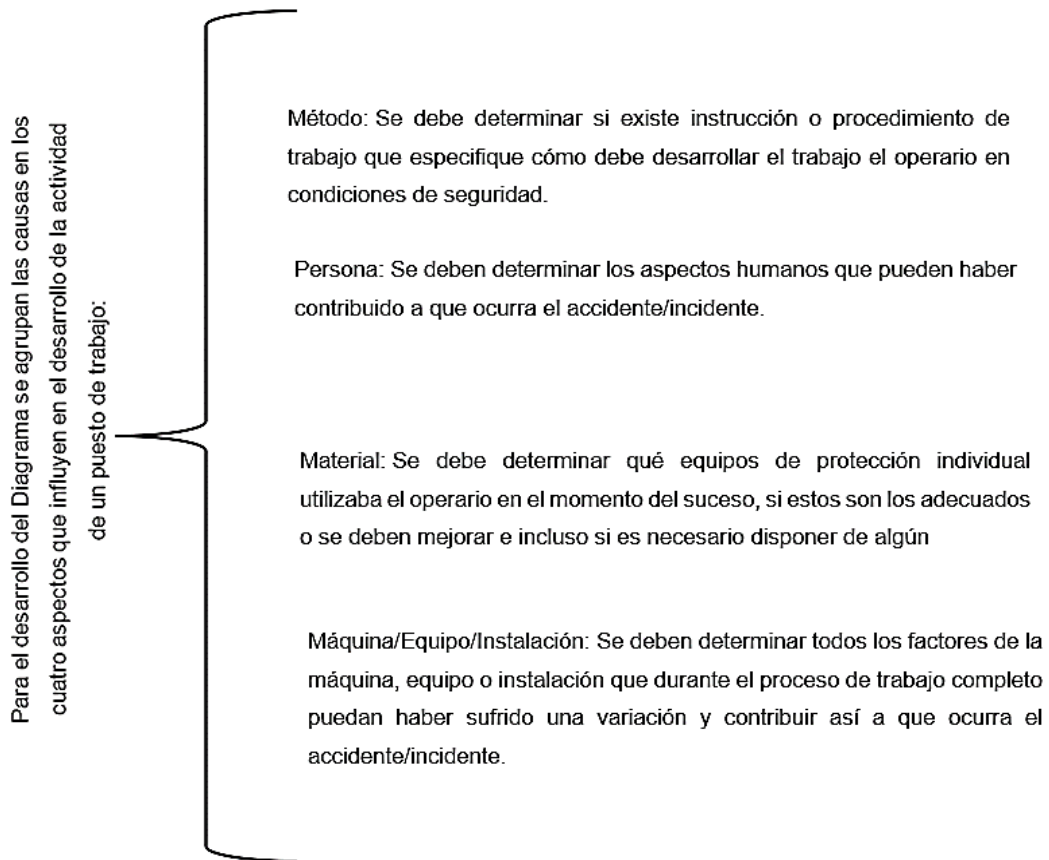 Para el desarrollo del Diagrama se agrupan las causas en los
cuatro aspectos que influyen en el desarrollo de la actividad
de un puesto de trabajo:
Método: Se debe determinar si existe instrucción o procedimiento de
trabajo que especifique cómo debe desarrollar el trabajo el operario en
condiciones de seguridad.
Persona: Se deben determinar los aspectos humanos que pueden haber
contribuido a que ocurra el accidente/incidente.
Material: Se debe determinar qué equipos de protección individual
utilizaba el operario en el momento del suceso, si estos son los adecuados
o se deben mejorar e incluso si es necesario disponer de algún
Máquina/Equipo/Instalación: Se deben determinar todos los factores de la
máquina, equipo o instalación que durante el proceso de trabajo completo
puedan haber sufrido una variación y contribuir así a que ocurra el
accidente/incidente.